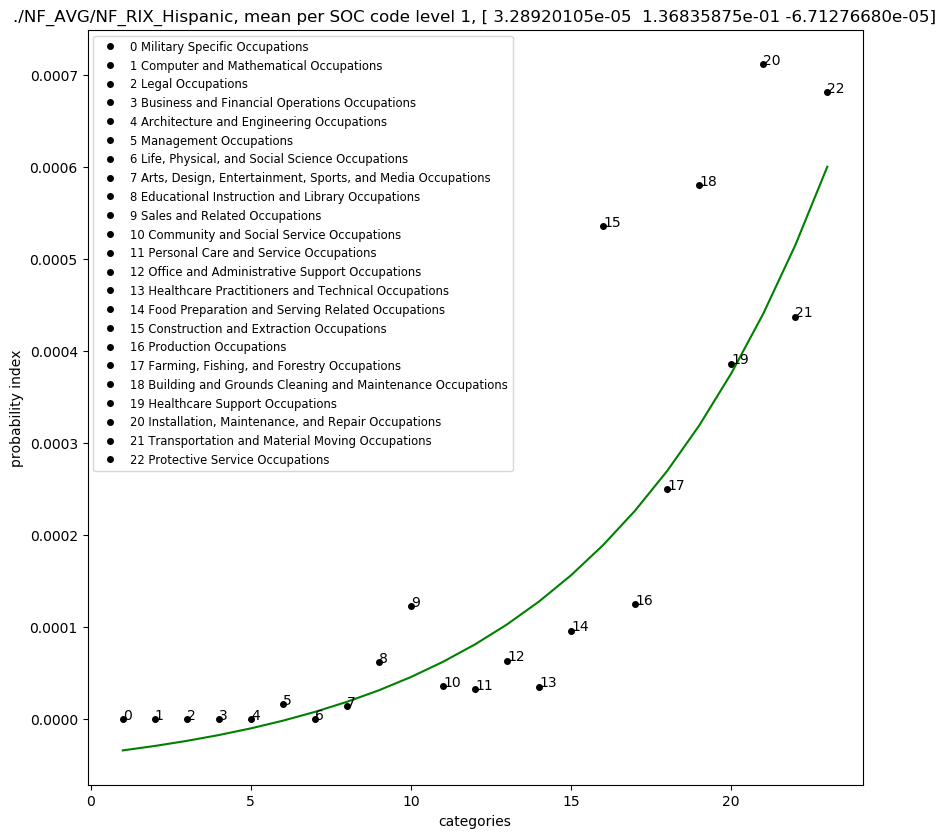 ./NF_AVG/NF_RIX_Hispanic, mean per SOC code level 1, [ 3.28920105e-05  1.36835875e-01 -6.71276680e-05]
0 Military Specific Occupations
1 Computer and Mathematical Occupations
2 Legal Occupations
3 Business and Financial Operations Occupations
4 Architecture and Engineering Occupations
5 Management Occupations
6 Life, Physical, and Social Science Occupations
7 Arts, Design, Entertainment, Sports, and Media Occupations
8 Educational Instruction and Library Occupations
9 Sales and Related Occupations
10 Community and Social Service Occupations
11 Personal Care and Service Occupations
12 Office and Administrative Support Occupations
13 Healthcare Practitioners and Technical Occupations
14 Food Preparation and Serving Related Occupations
15 Construction and Extraction Occupations
16 Production Occupations
17 Farming, Fishing, and Forestry Occupations
18 Building and Grounds Cleaning and Maintenance Occupations
19 Healthcare Support Occupations
20 Installation, Maintenance, and Repair Occupations
21 Transportation and Material Moving Occupations
22 Protective Service Occupations
probability index
0.0007
0.0006
0.0005
0.0004
0.0003
0.0002
0.0001
0.0000
0
1
2
3
4
5
6
7
8
9
10
11
12
13
14
15
16
17
18
19
20
21
22
0
5
10
15
20
categories